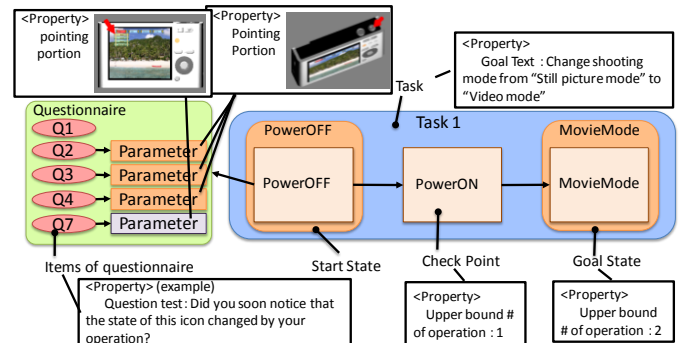 <Property>
pointing
portion
<Property>
Pointing
Portion
<Property>
Goal Text : Change shooting
mode from “Still picture mode” to
“Video mode”
Task
Questionnaire
Q1
Q2
Parameter
Q3
Parameter
Q4
Parameter
Q7
Parameter
Task 1
PowerOFF
PowerOFF
PowerON
MovieMode
MovieMode
Items of questionnaire
Start State
Check Point
Goal State
<Property> (example)
Question test : Did you soon notice that
the state of this icon changed by your
operation?
<Property>
Upper bound #
of operation : 1
<Property>
Upper bound
# of operation : 2